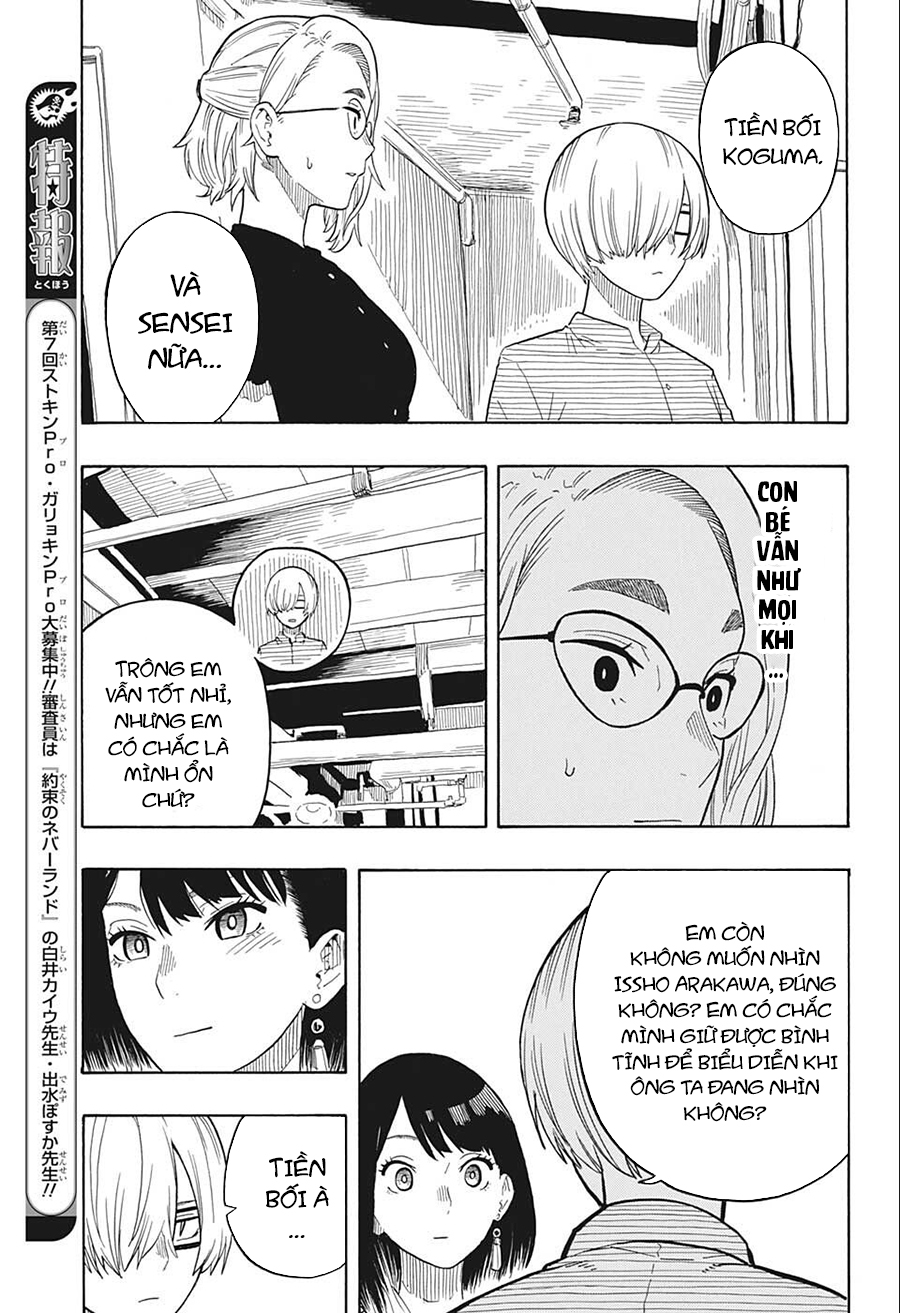 TIỀN BỐI
KOGUMA.
VÀ
SENSEI
NỮA...
CON
BÉ
VẪN
NHƯ
MỌI
KHI
...
TRÔNG EM
VẪN TỐT NHỈ,
NHƯNG EM
CÓ CHẮC LÀ
MÌNH ỔN
CHỨ?
EM CÒN
KHÔNG MUỐN NHÌN
ISSHO ARAKAWA, ĐÚNG
KHÔNG? EM CÓ CHẮC
MÌNH GIỮ ĐƯỢC BÌNH
TĨNH ĐỂ BIỂU DIỄN KHI
ÔNG TA ĐANG NHÌN
KHÔNG?
TIỀN
BỐI À
...
特★報
とくほう
第7回ストキンPro・ガリョキンPro大募集中!!審査員は『約束のネバーランド』の白井カイウ先生・出水ぽすか先生!!